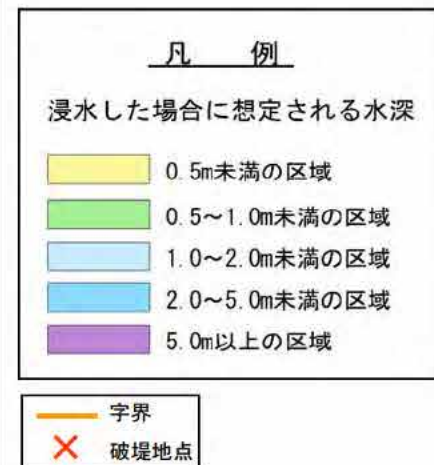 凡　例
浸水した場合に想定される水深
0.5m未満の区域
0.5～1.0m未満の区域
1.0～2.0m未満の区域
2.0～5.0m未満の区域
5.0m以上の区域
字界
破堤地点